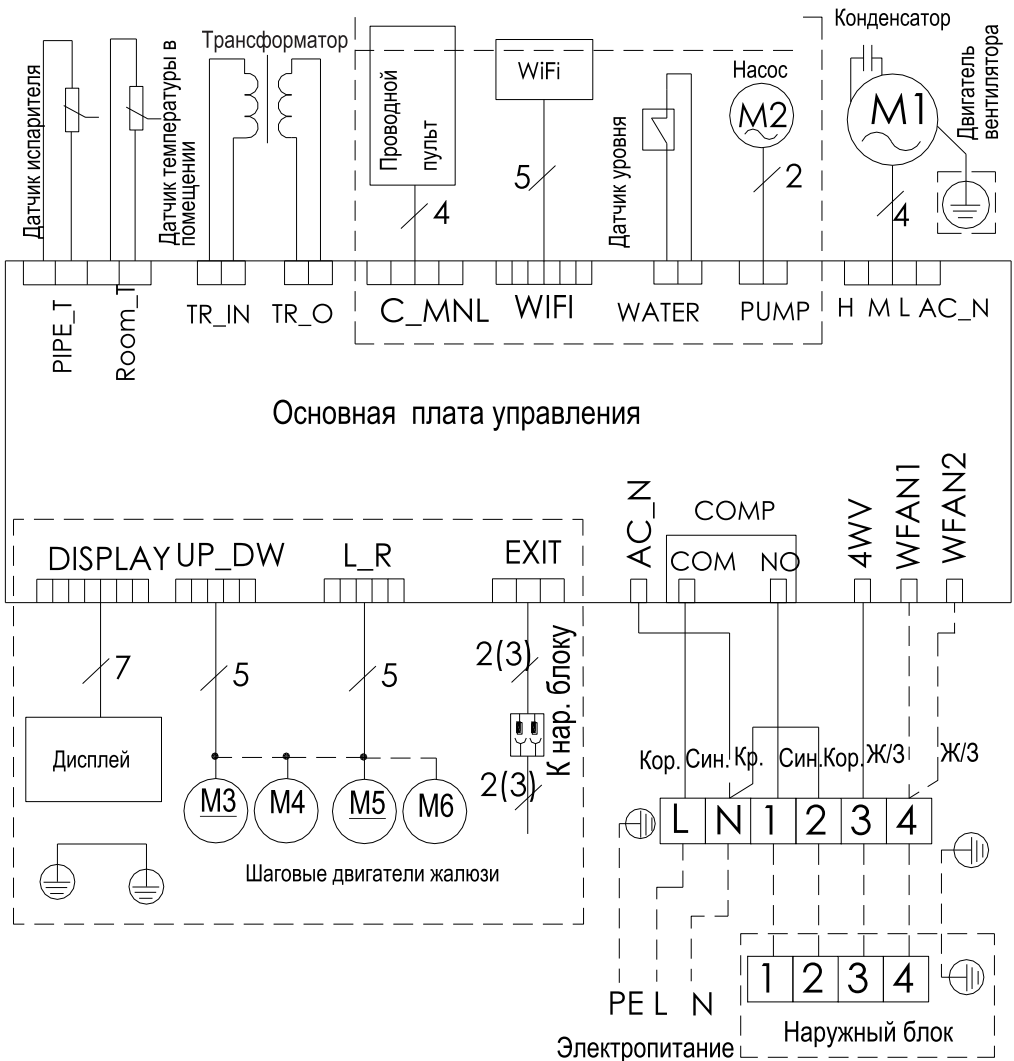 Датчик испарителя
Датчик температуры в
помещении
Трансформатор
Проводной
пульт
4
WiFi
5
Датчик уровня
Насос
M2
2
Конденсатор
M1
4
Двигатель
вентилятора
PIPE_T
Room_T
TR_IN
TR_O
C_MNL
WIFI
WATER
PUMP
H M L AC_N
Основная плата управления
DISPLAY
UP_DW
L_R
EXIT
AC_N
COMP
COM
NO
4WV
WFAN1
WFAN2
7
5
5
2(3)
К нар. блоку
2(3)
Дисплей
M3
M4
M5
M6
Шаговые двигатели жалюзи
Кор. Син. Кр. Син. Кор. Ж/З Ж/З
L N 1 2 3 4
PE L N
Электропитание
1 2 3 4
Наружный блок